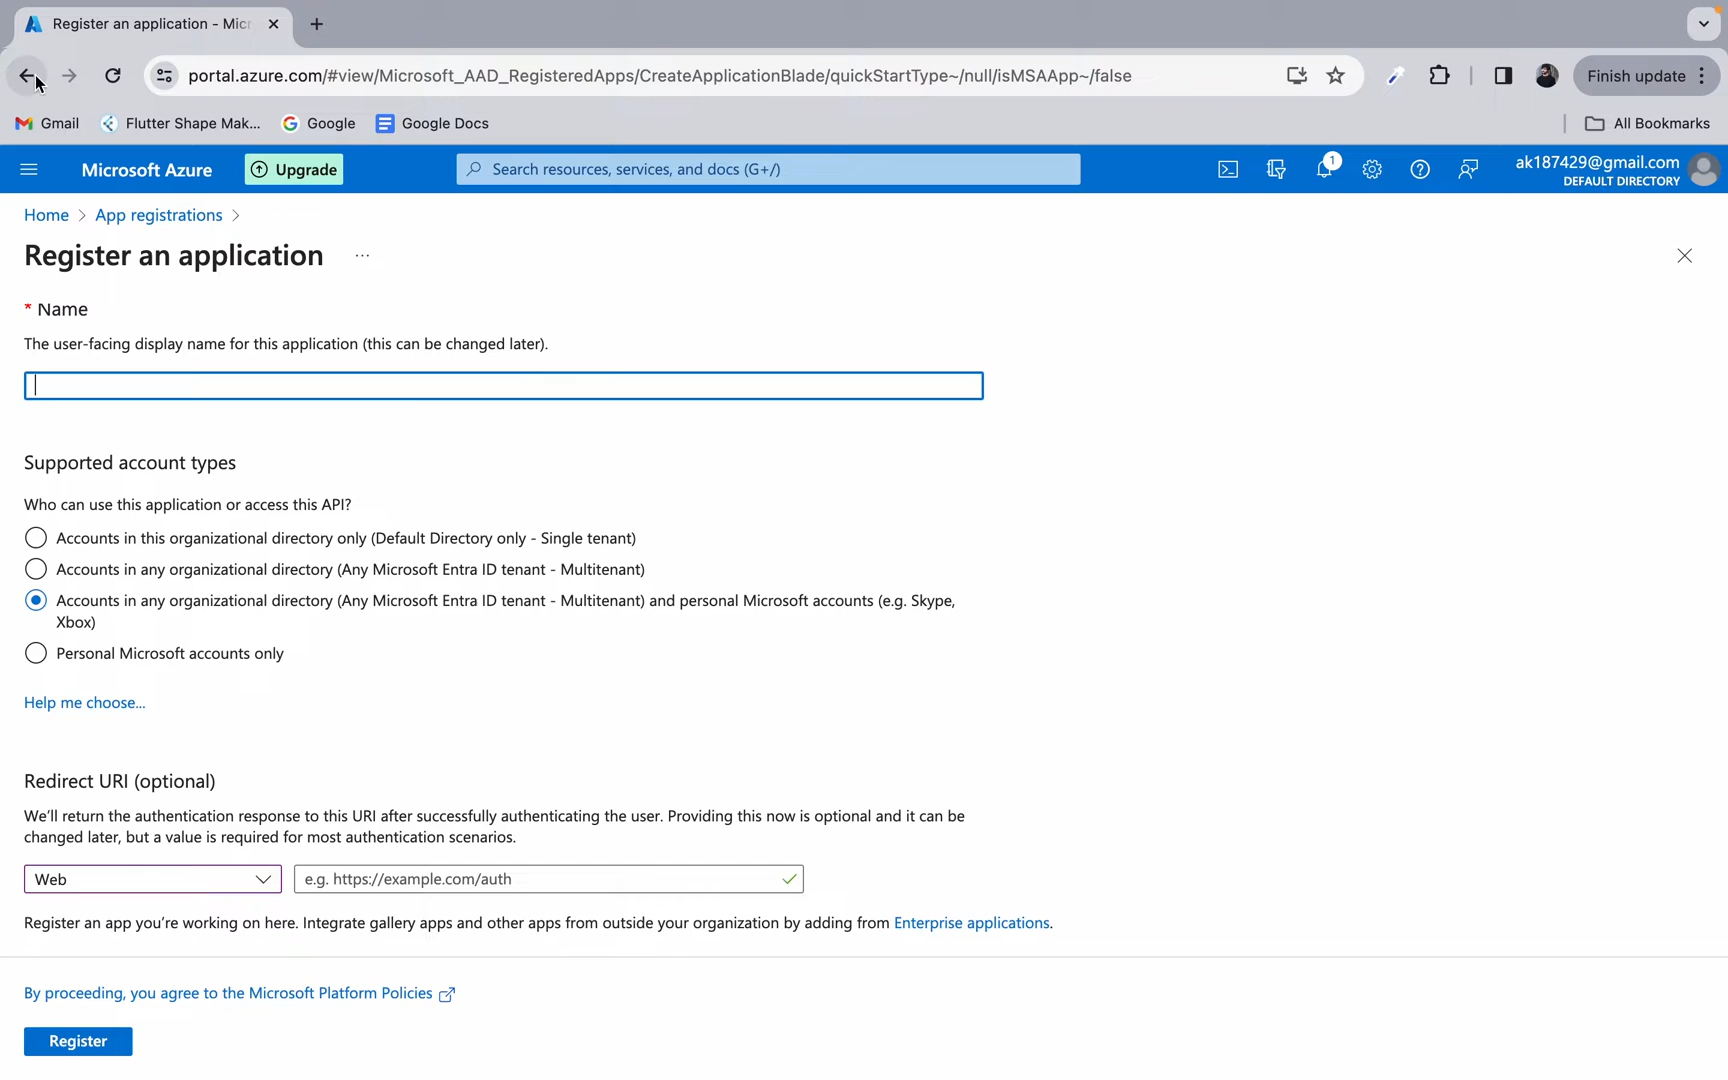 Register an application - Micr
portal.azure.com/#view/Microsoft_AAD_RegisteredApps/CreateApplicationBlade/quickStartType~/null/isMSAApp~/false
Finish update
Gmail
Flutter Shape Mak...
Google
Google Docs
All Bookmarks
Microsoft Azure
Upgrade
Search resources, services, and docs (G+/)
1
ak187429@gmail.com
DEFAULT DIRECTORY
Home > App registrations >
Register an application ...
* Name
The user-facing display name for this application (this can be changed later).
Supported account types
Who can use this application or access this API?
Accounts in this organizational directory only (Default Directory only - Single tenant)
Accounts in any organizational directory (Any Microsoft Entra ID tenant - Multitenant)
Accounts in any organizational directory (Any Microsoft Entra ID tenant - Multitenant) and personal Microsoft accounts (e.g. Skype,
Xbox)
Personal Microsoft accounts only
Help me choose...
Redirect URI (optional)
We'll return the authentication response to this URI after successfully authenticating the user. Providing this now is optional and it can be
changed later, but a value is required for most authentication scenarios.
Web
e.g. https://example.com/auth
Register an app you're working on here. Integrate gallery apps and other apps from outside your organization by adding from Enterprise applications.
By proceeding, you agree to the Microsoft Platform Policies
Register